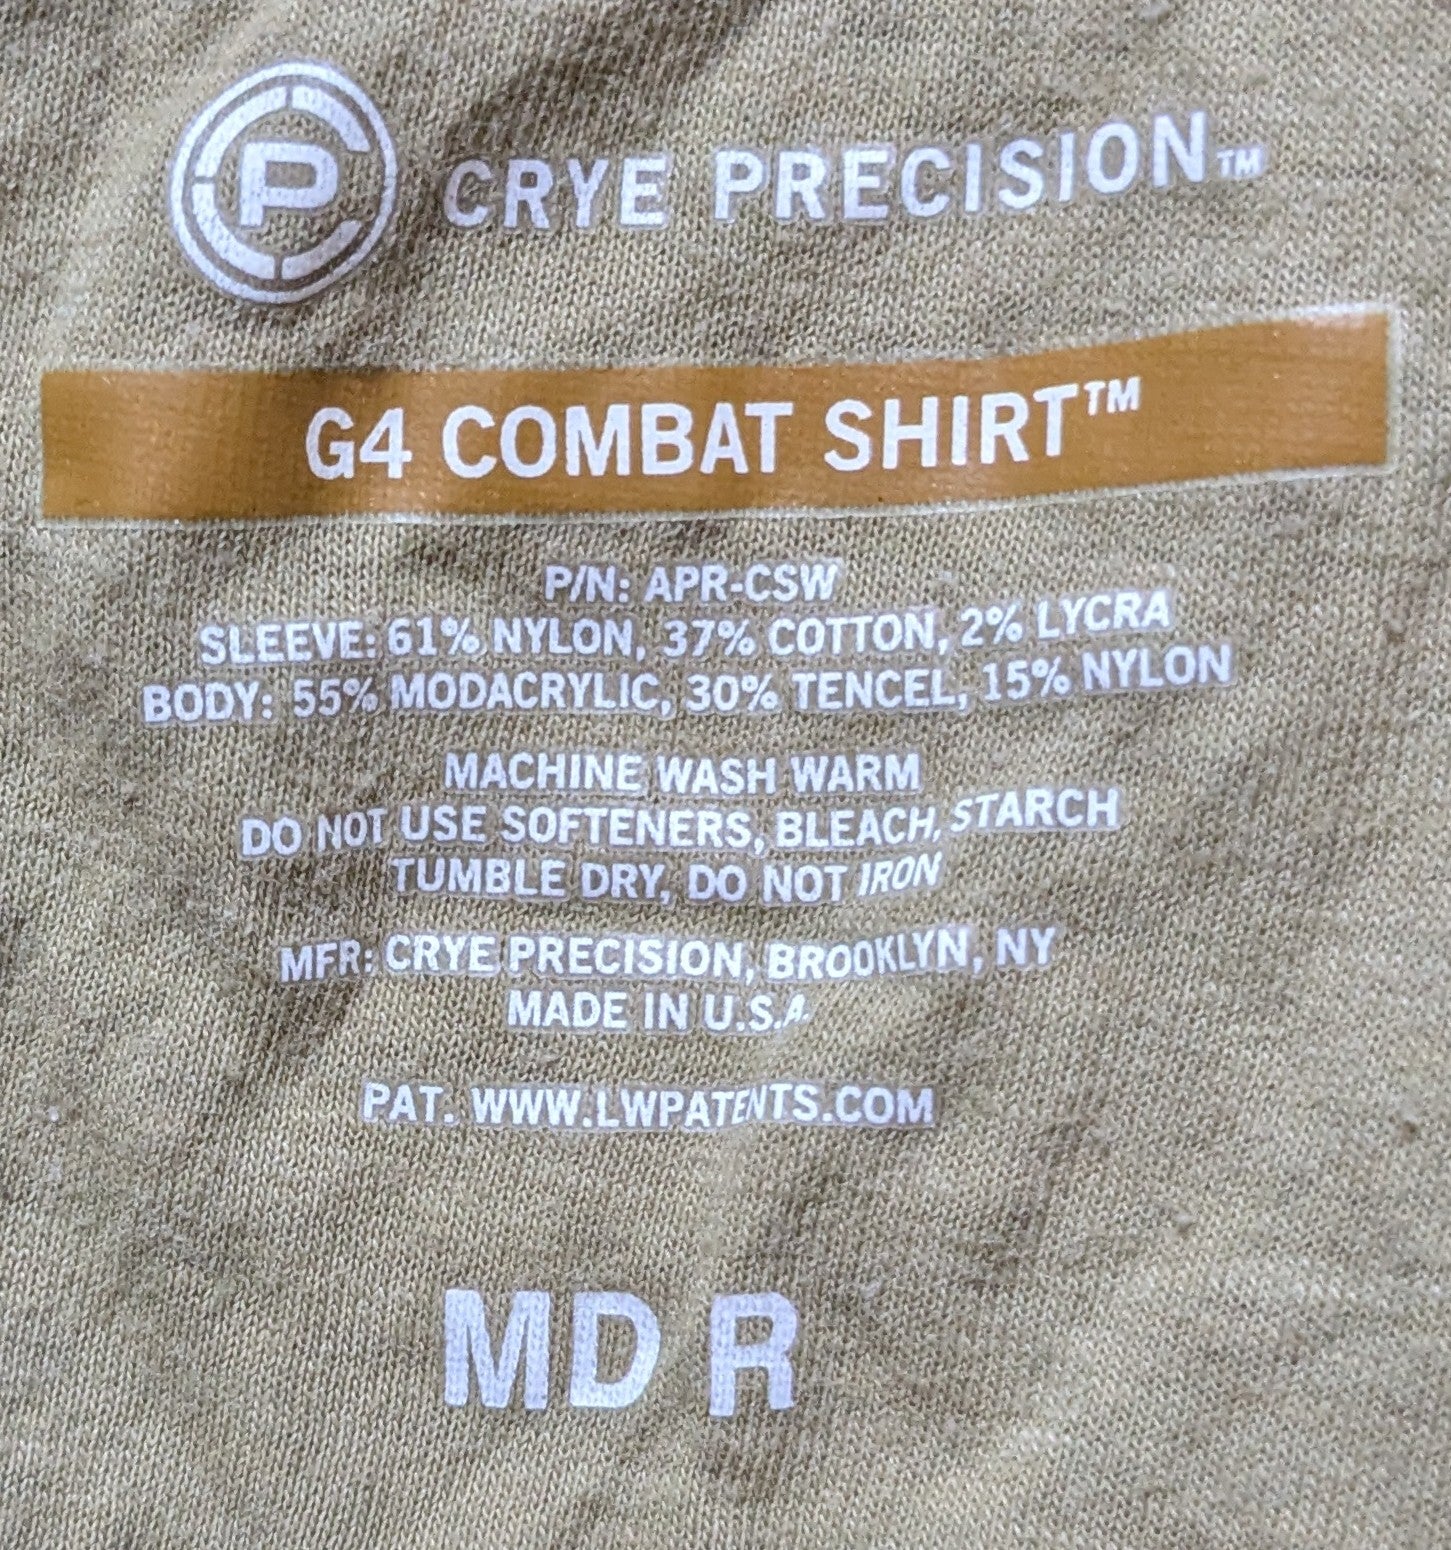 CP CRYE PRECISION™
G4 COMBAT SHIRT™
P/N: APR-CSW
SLEEVE: 61% NYLON, 37% COTTON, 2% LYCRA
BODY: 55% MODACRYLIC, 30% TENCEL, 15% NYLON
MACHINE WASH WARM
DO NOT USE SOFTENERS, BLEACH, STARCH
TUMBLE DRY, DO NOT IRON
MFR: CRYE PRECISION, BROOKLYN, NY
MADE IN U.S.A.
PAT. WWW.LWPATENTS.COM
MD R